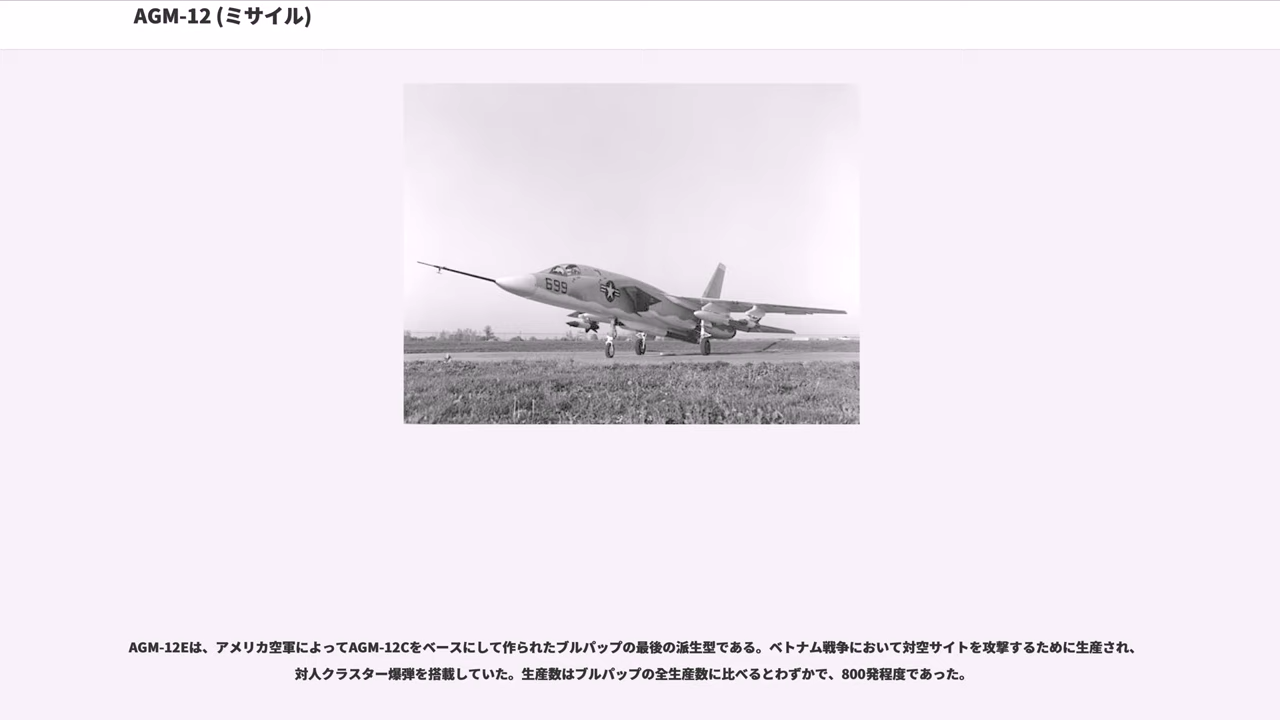 AGM-12 (ミサイル)
699
AGM-12Eは、アメリカ空軍によってAGM-12Cをベースにして作られたブルパップの最後の派生型である。ベトナム戦争において対空サイトを攻撃するために生産され、
対人クラスター爆弾を搭載していた。生産数はブルパップの全生産数に比べるとわずかで、800発程度であった。